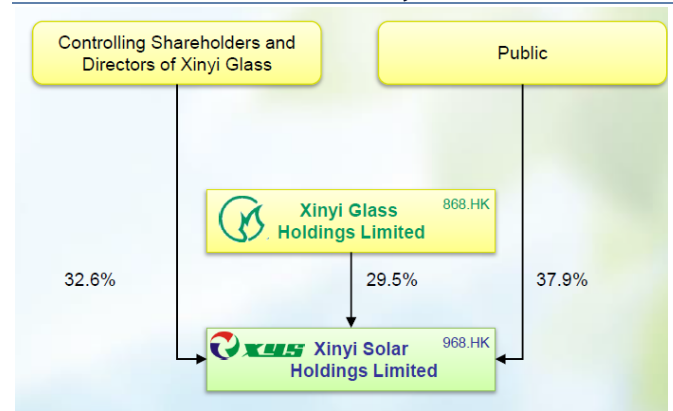 Controlling Shareholders and
Directors of Xinyi Glass
Public
Xinyi Glass
Holdings Limited
868.HK
32.6%
29.5%
37.9%
XYS
Xinyi Solar
Holdings Limited
968.HK